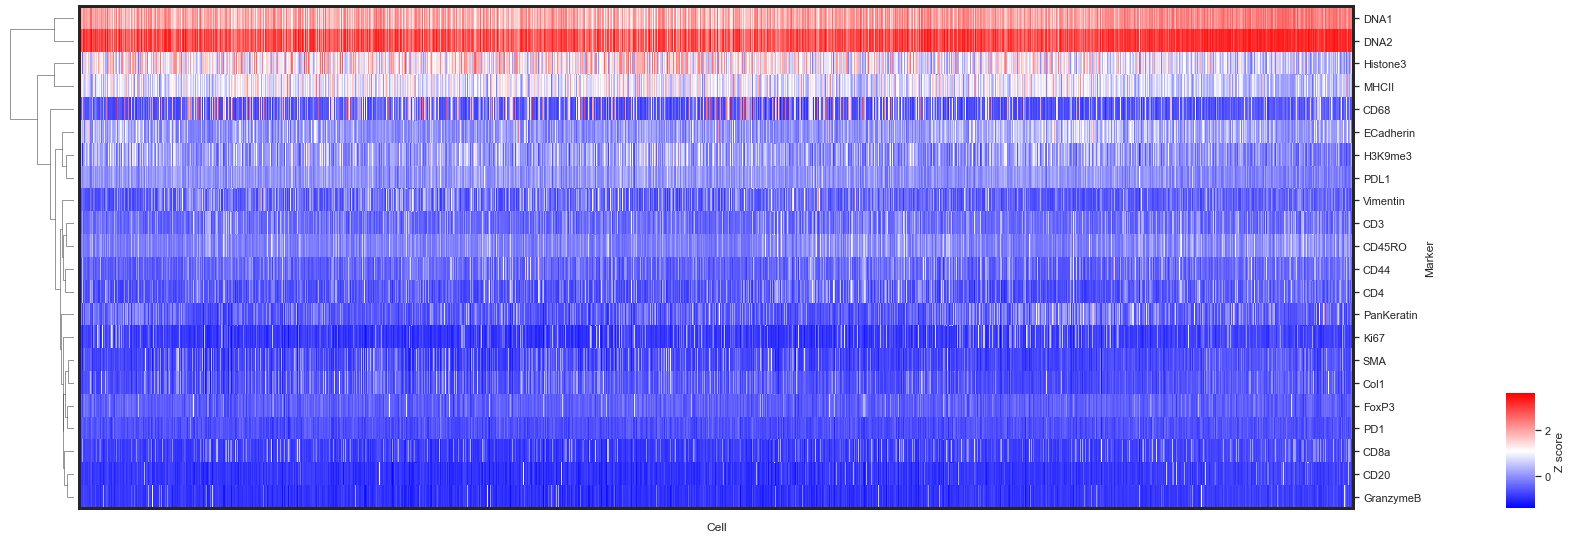 DNA1
DNA2
Histone3
MHCII
CD68
ECadherin
H3K9me3
PDL1
Vimentin
CD3
CD45RO
CD44
CD4
PanKeratin
Ki67
SMA
Col1
FoxP3
PD1
CD8a
CD20
GranzymeB
Marker
Cell
2
0
Z score